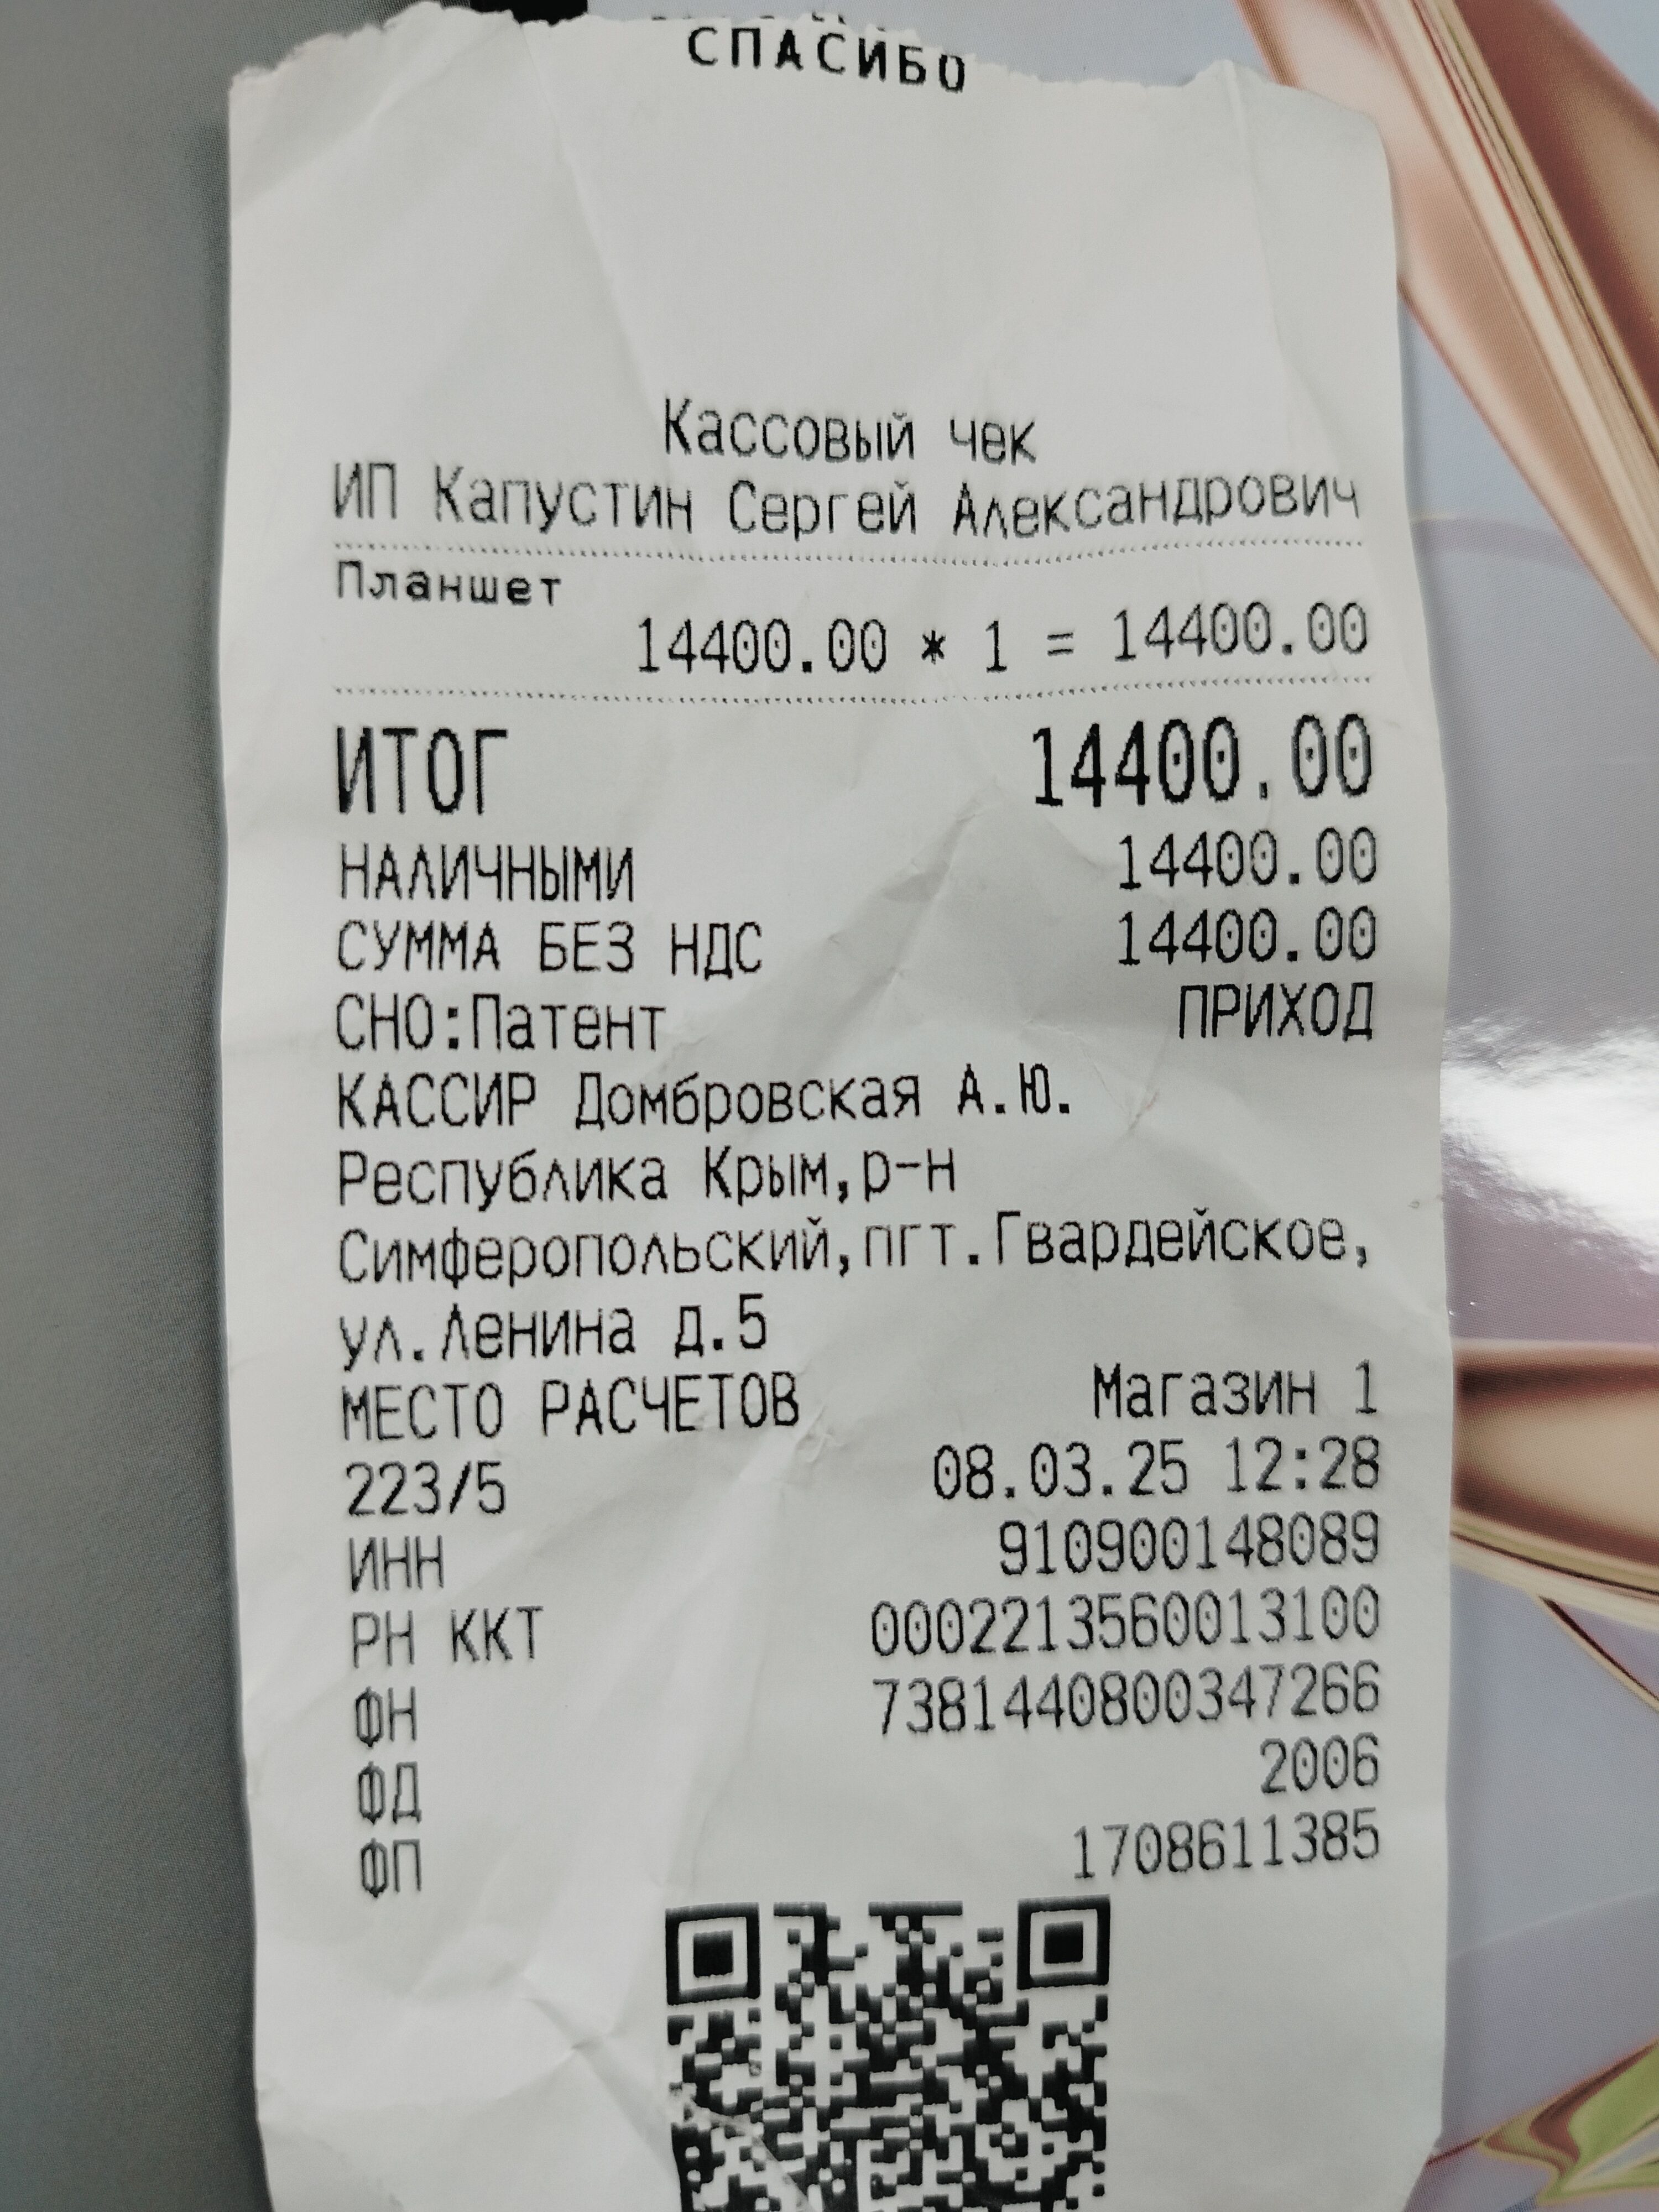 СПАСИБО
Кассовый чек
ИП Капустин Сергей Александрович
Планшет
14400.00 * 1 = 14400.00
ИТОГ 14400.00
НАЛИЧНЫМИ 14400.00
СУММА БЕЗ НДС 14400.00
СНО:Патент ПРИХОД
КАССИР Домбровская А.Ю.
Республика Крым,р-н
Симферопольский,пгт.Гвардейское,
ул.Ленина д.5
МЕСТО РАСЧЕТОВ Магазин 1
223/5 08.03.25 12:28
ИНН 910900148089
РН ККТ 0002213560013100
ФН 7381440800347266
ФД 2006
ФП 1708611385